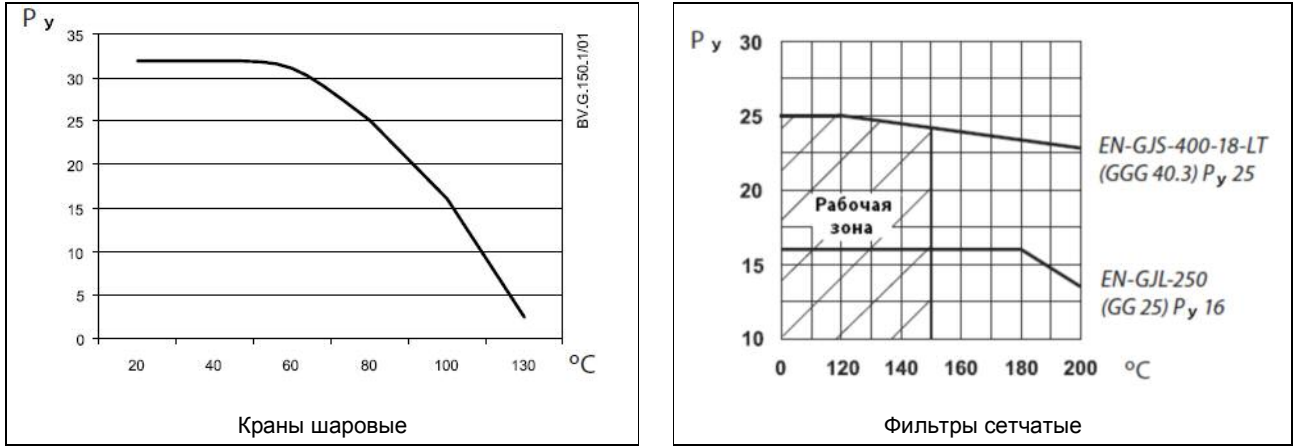 P у
35
30
25
20
15
10
5
0
20 40 60 80 100 130 ºC
BV.G.150.1/01
Краны шаровые
P у 30
25
20
15
10
Рабочая
зона
0 120 140 160 180 200 ºC
EN-GJS-400-18-LT
(GGG 40.3) P у 25
EN-GJL-250
(GG 25) P у 16
Фильтры сетчатые